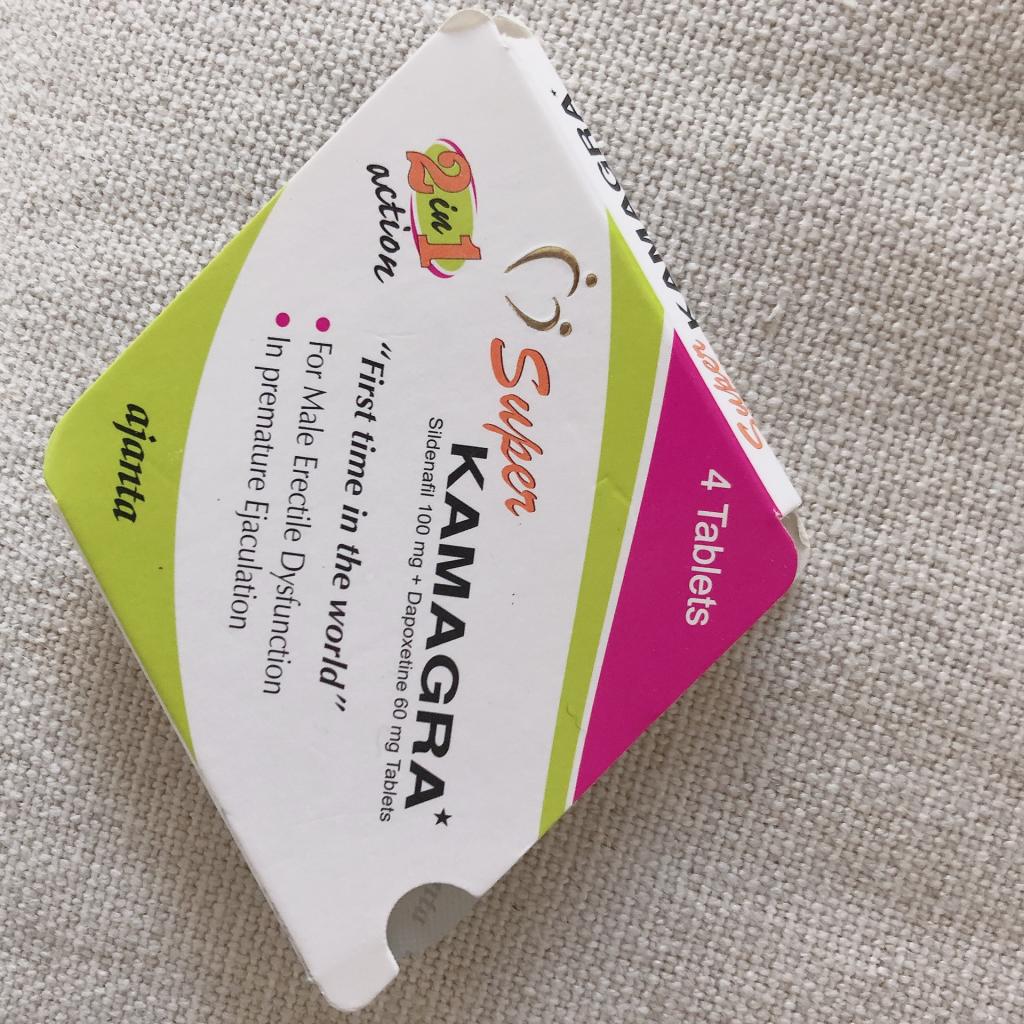 Super KAMAGRA*
4 Tablets
2 in 1
action
Super
KAMAGRA★
Sildenafil 100 mg + Dapoxetine 60 mg Tablets
“First time in the world”
• For Male Erectile Dysfunction
• In premature Ejaculation
ajanta